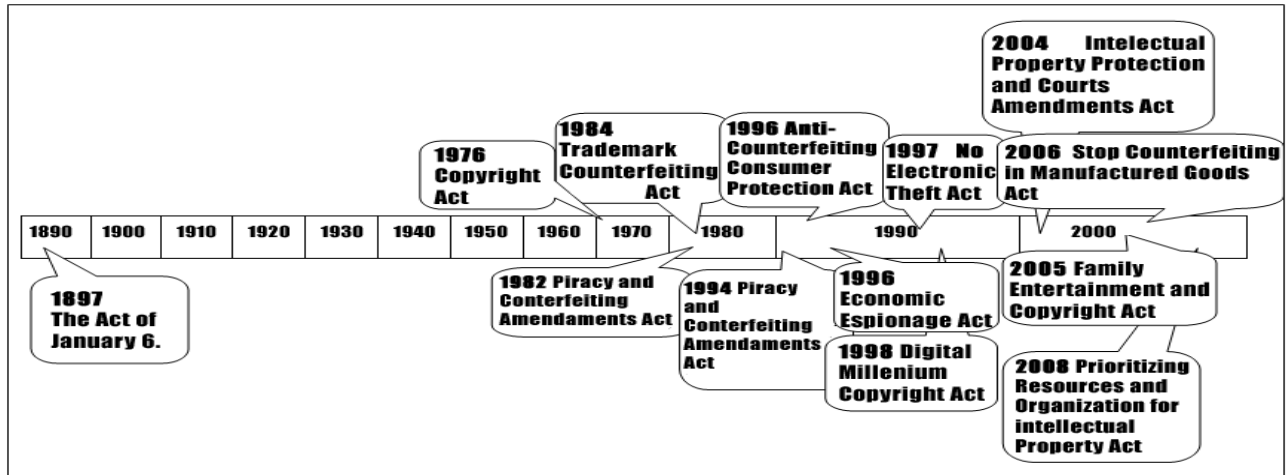 2004 Intelectual
Property Protection
and Courts
Amendments Act
1984
Trademark
Counterfeiting
Act
1996 Anti-
Counterfeiting
Consumer
Protection Act
1976
Copyright
Act
1997 No
Electronic
Theft Act
2006 Stop Counterfeiting
in Manufactured Goods
Act
1890 1900 1910 1920 1930 1940 1950 1960 1970 1980 1990 2000
1897
The Act of
January 6.
1982 Piracy and
Conterfeiting
Amendaments Act
1994 Piracy
and
Conterfeiting
Amendaments
Act
1996
Economic
Espionage Act
1998 Digital
Millenium
Copyright Act
2005 Family
Entertainment and
Copyright Act
2008 Prioritizing
Resources and
Organization for
intellectual
Property Act